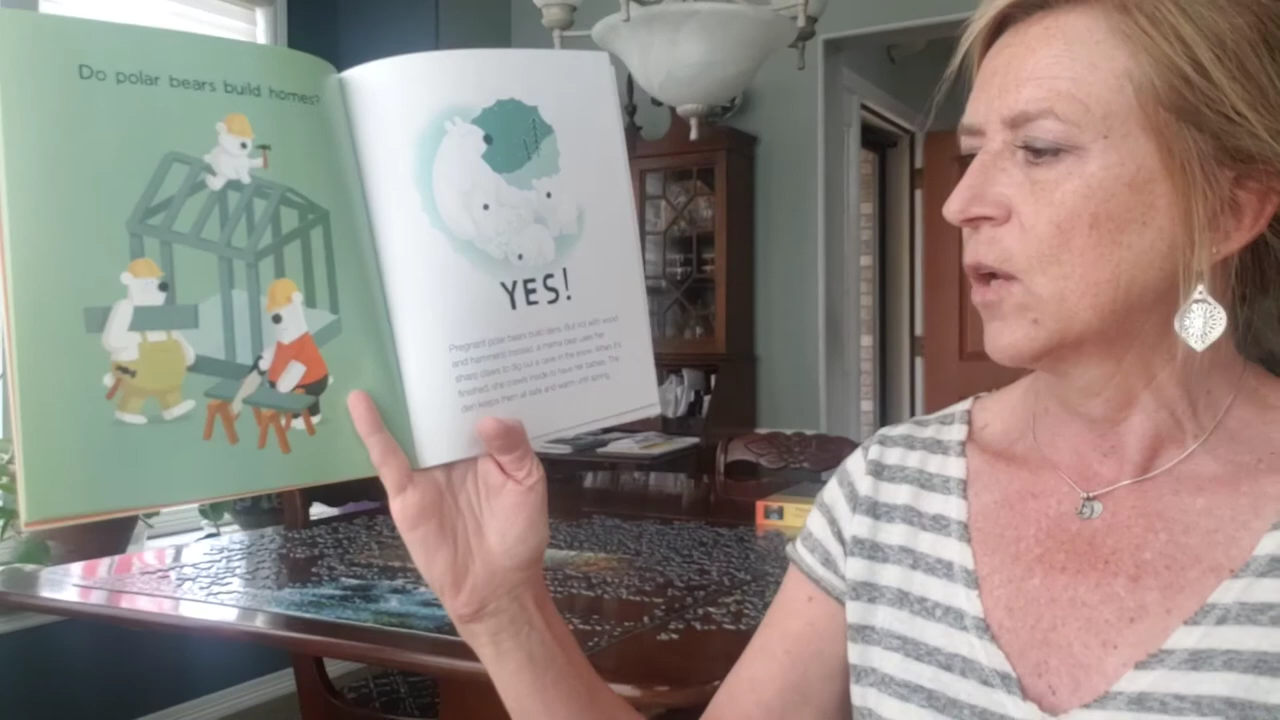 Do polar bears build homes?
YES!
Pregnant polar bears build dens. But not with wood
and hammers! Instead, a mama bear uses her
sharp claws to dig out a cave in the snow. When it's
finished, she crawls inside to have her babies. The
den keeps them all safe and warm until spring.